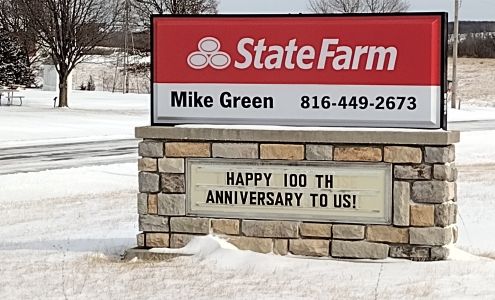 StateFarm
Mike Green 816-449-2673
HAPPY 100 TH
ANNIVERSARY TO US!